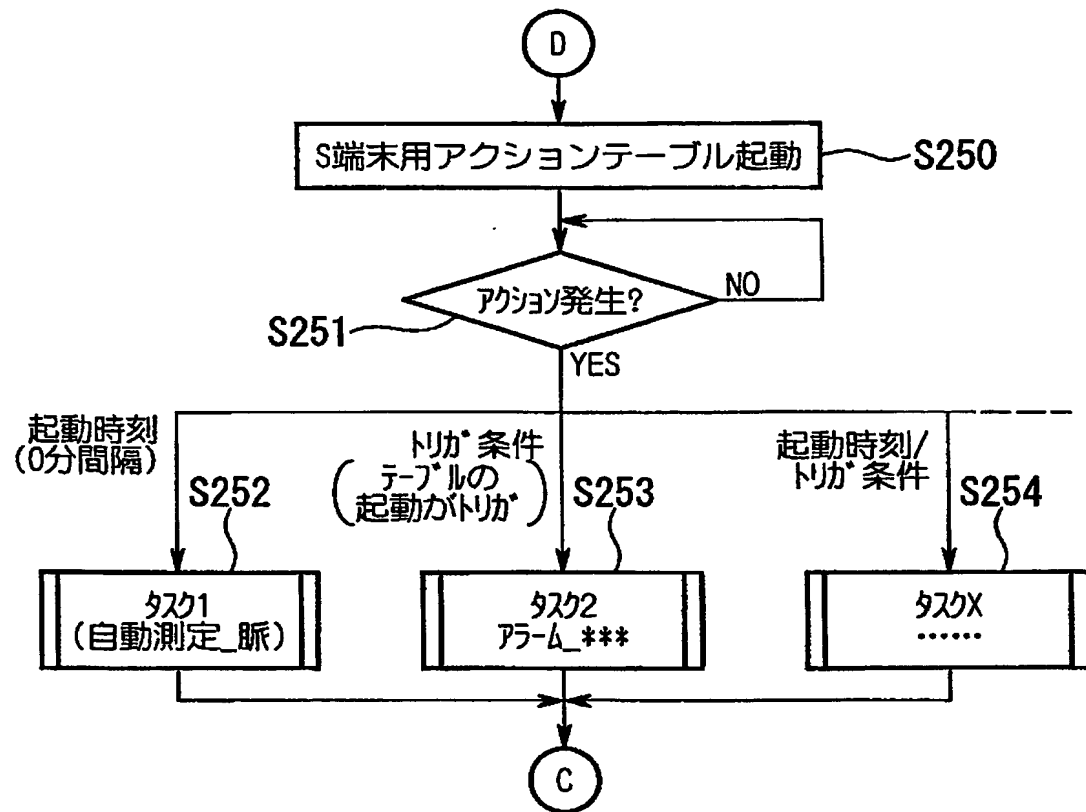 D
S端末用アクションテーブル起動
S250
アクション発生?
NO
S251
YES
起動時刻
(0分間隔)
S252
トリガ条件
(テーブルの
起動がトリガ)
S253
起動時刻/
トリガ条件
S254
タスク1
(自動測定_脈)
タスク2
アラーム_***
タスクX
……
C